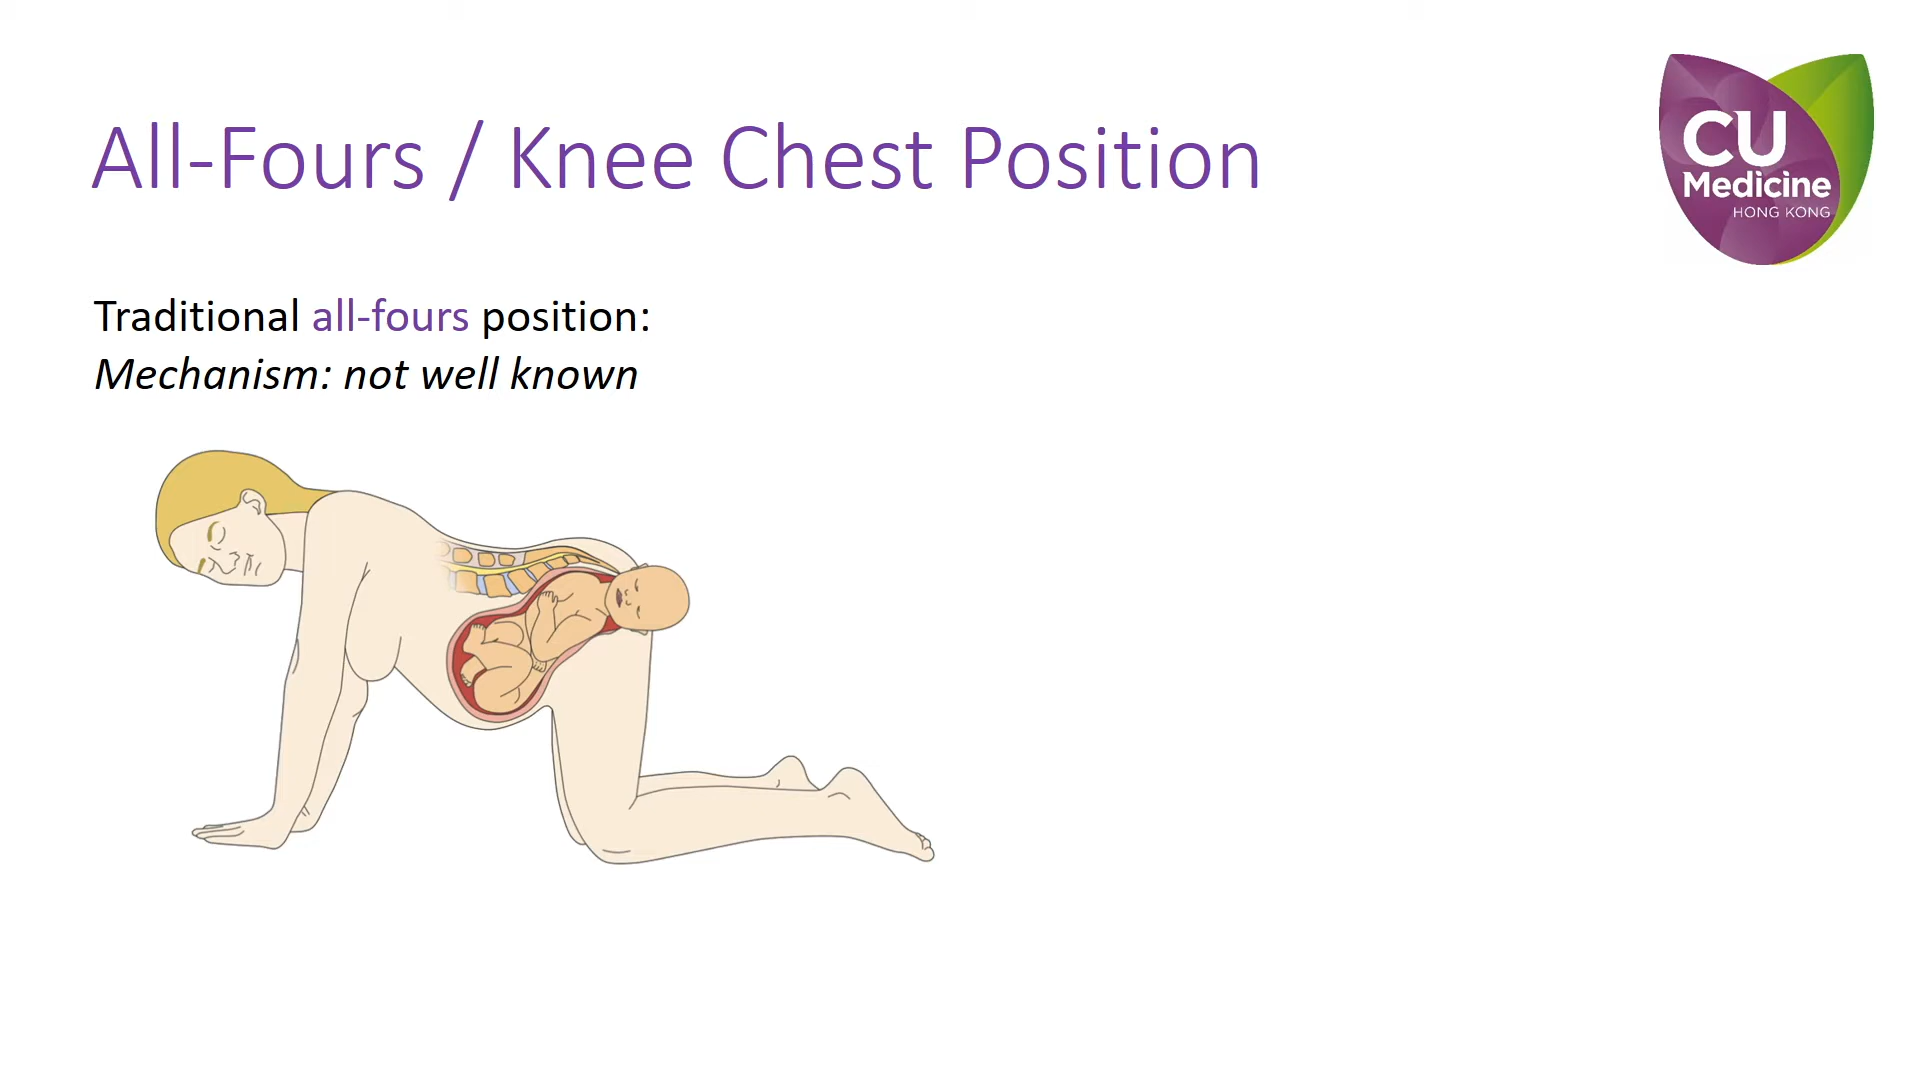 All-Fours / Knee Chest Position
CU
Medicine
HONG KONG
Traditional all-fours position:
Mechanism: not well known